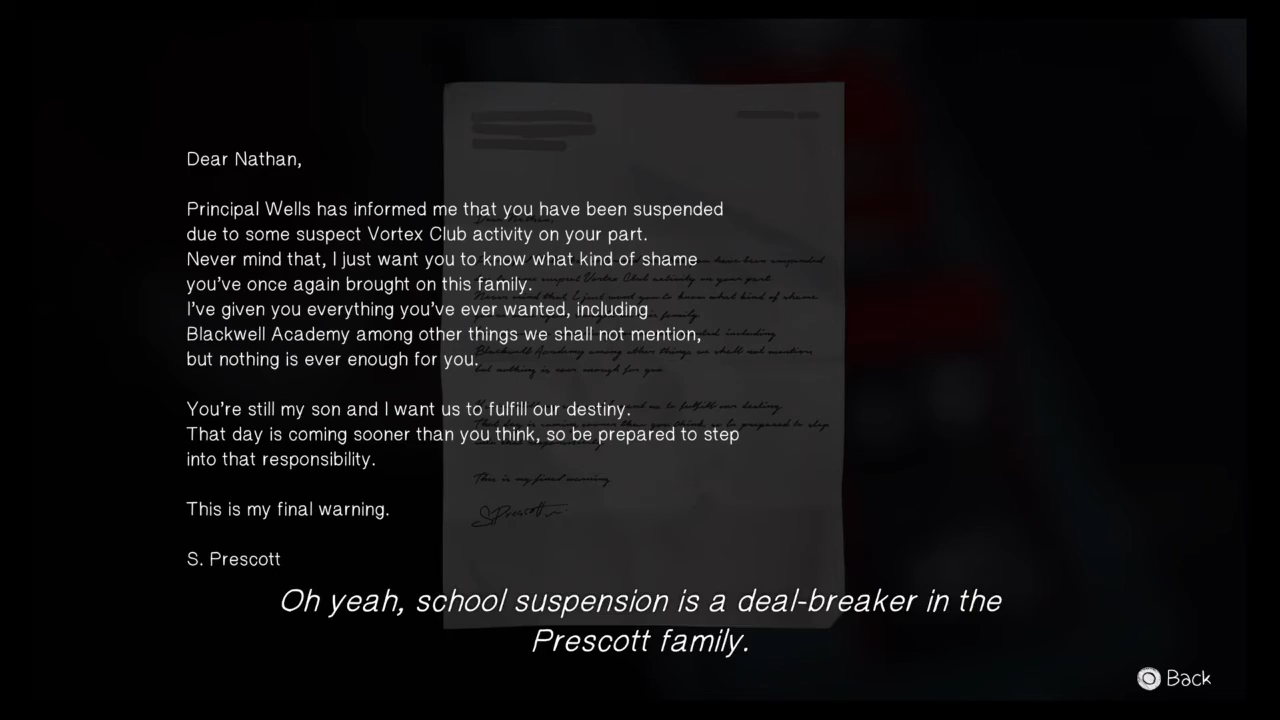 Dear Nathan,
Principal Wells has informed me that you have been suspended
due to some suspect Vortex Club activity on your part.
Never mind that, I just want you to know what kind of shame
you've once again brought on this family.
I've given you everything you've ever wanted, including
Blackwell Academy among other things we shall not mention,
but nothing is ever enough for you.
You're still my son and I want us to fulfill our destiny.
That day is coming sooner than you think, so be prepared to step
into that responsibility.
This is my final warning.
S. Prescott
Oh yeah, school suspension is a deal-breaker in the
Prescott family.
Back